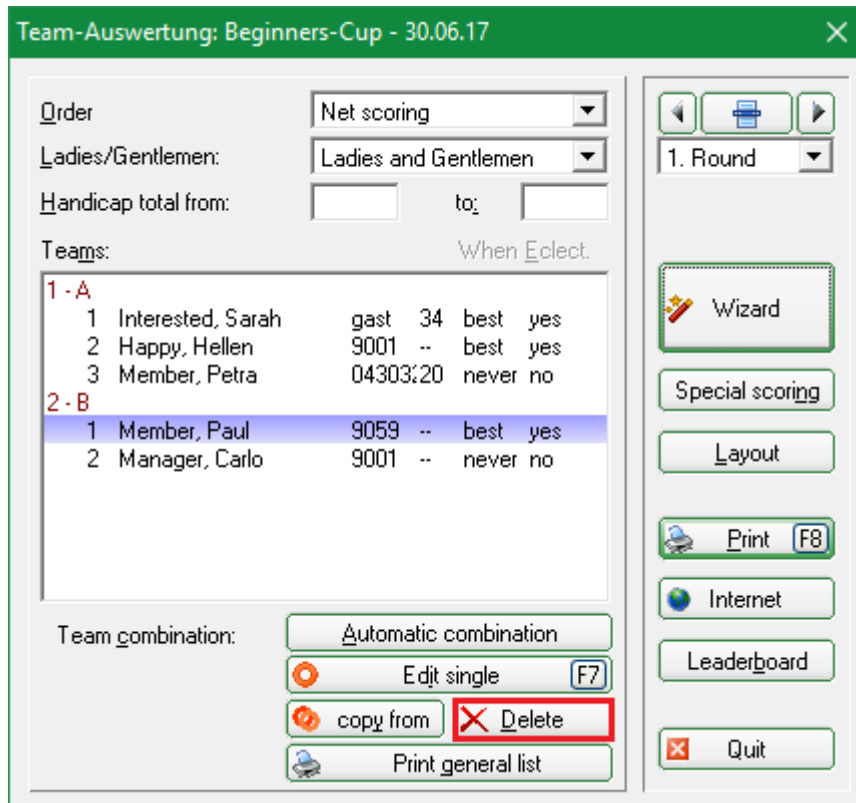 Team-Auswertung: Beginners-Cup - 30.06.17
Order
Net scoring
Ladies/Gentlemen:
Ladies and Gentlemen
Handicap total from:
to:
Teams:
When Eclect.
1 - A
1 Interested, Sarah gast 34 best yes
2 Happy, Hellen 9001 -- best yes
3 Member, Petra 04303220 never no
2 - B
1 Member, Paul 9059 -- best yes
2 Manager, Carlo 9001 -- never no
Team combination:
Automatic combination
Edit single F7
copy from
Delete
Print general list
1. Round
Wizard
Special scoring
Layout
Print F8
Internet
Leaderboard
Quit